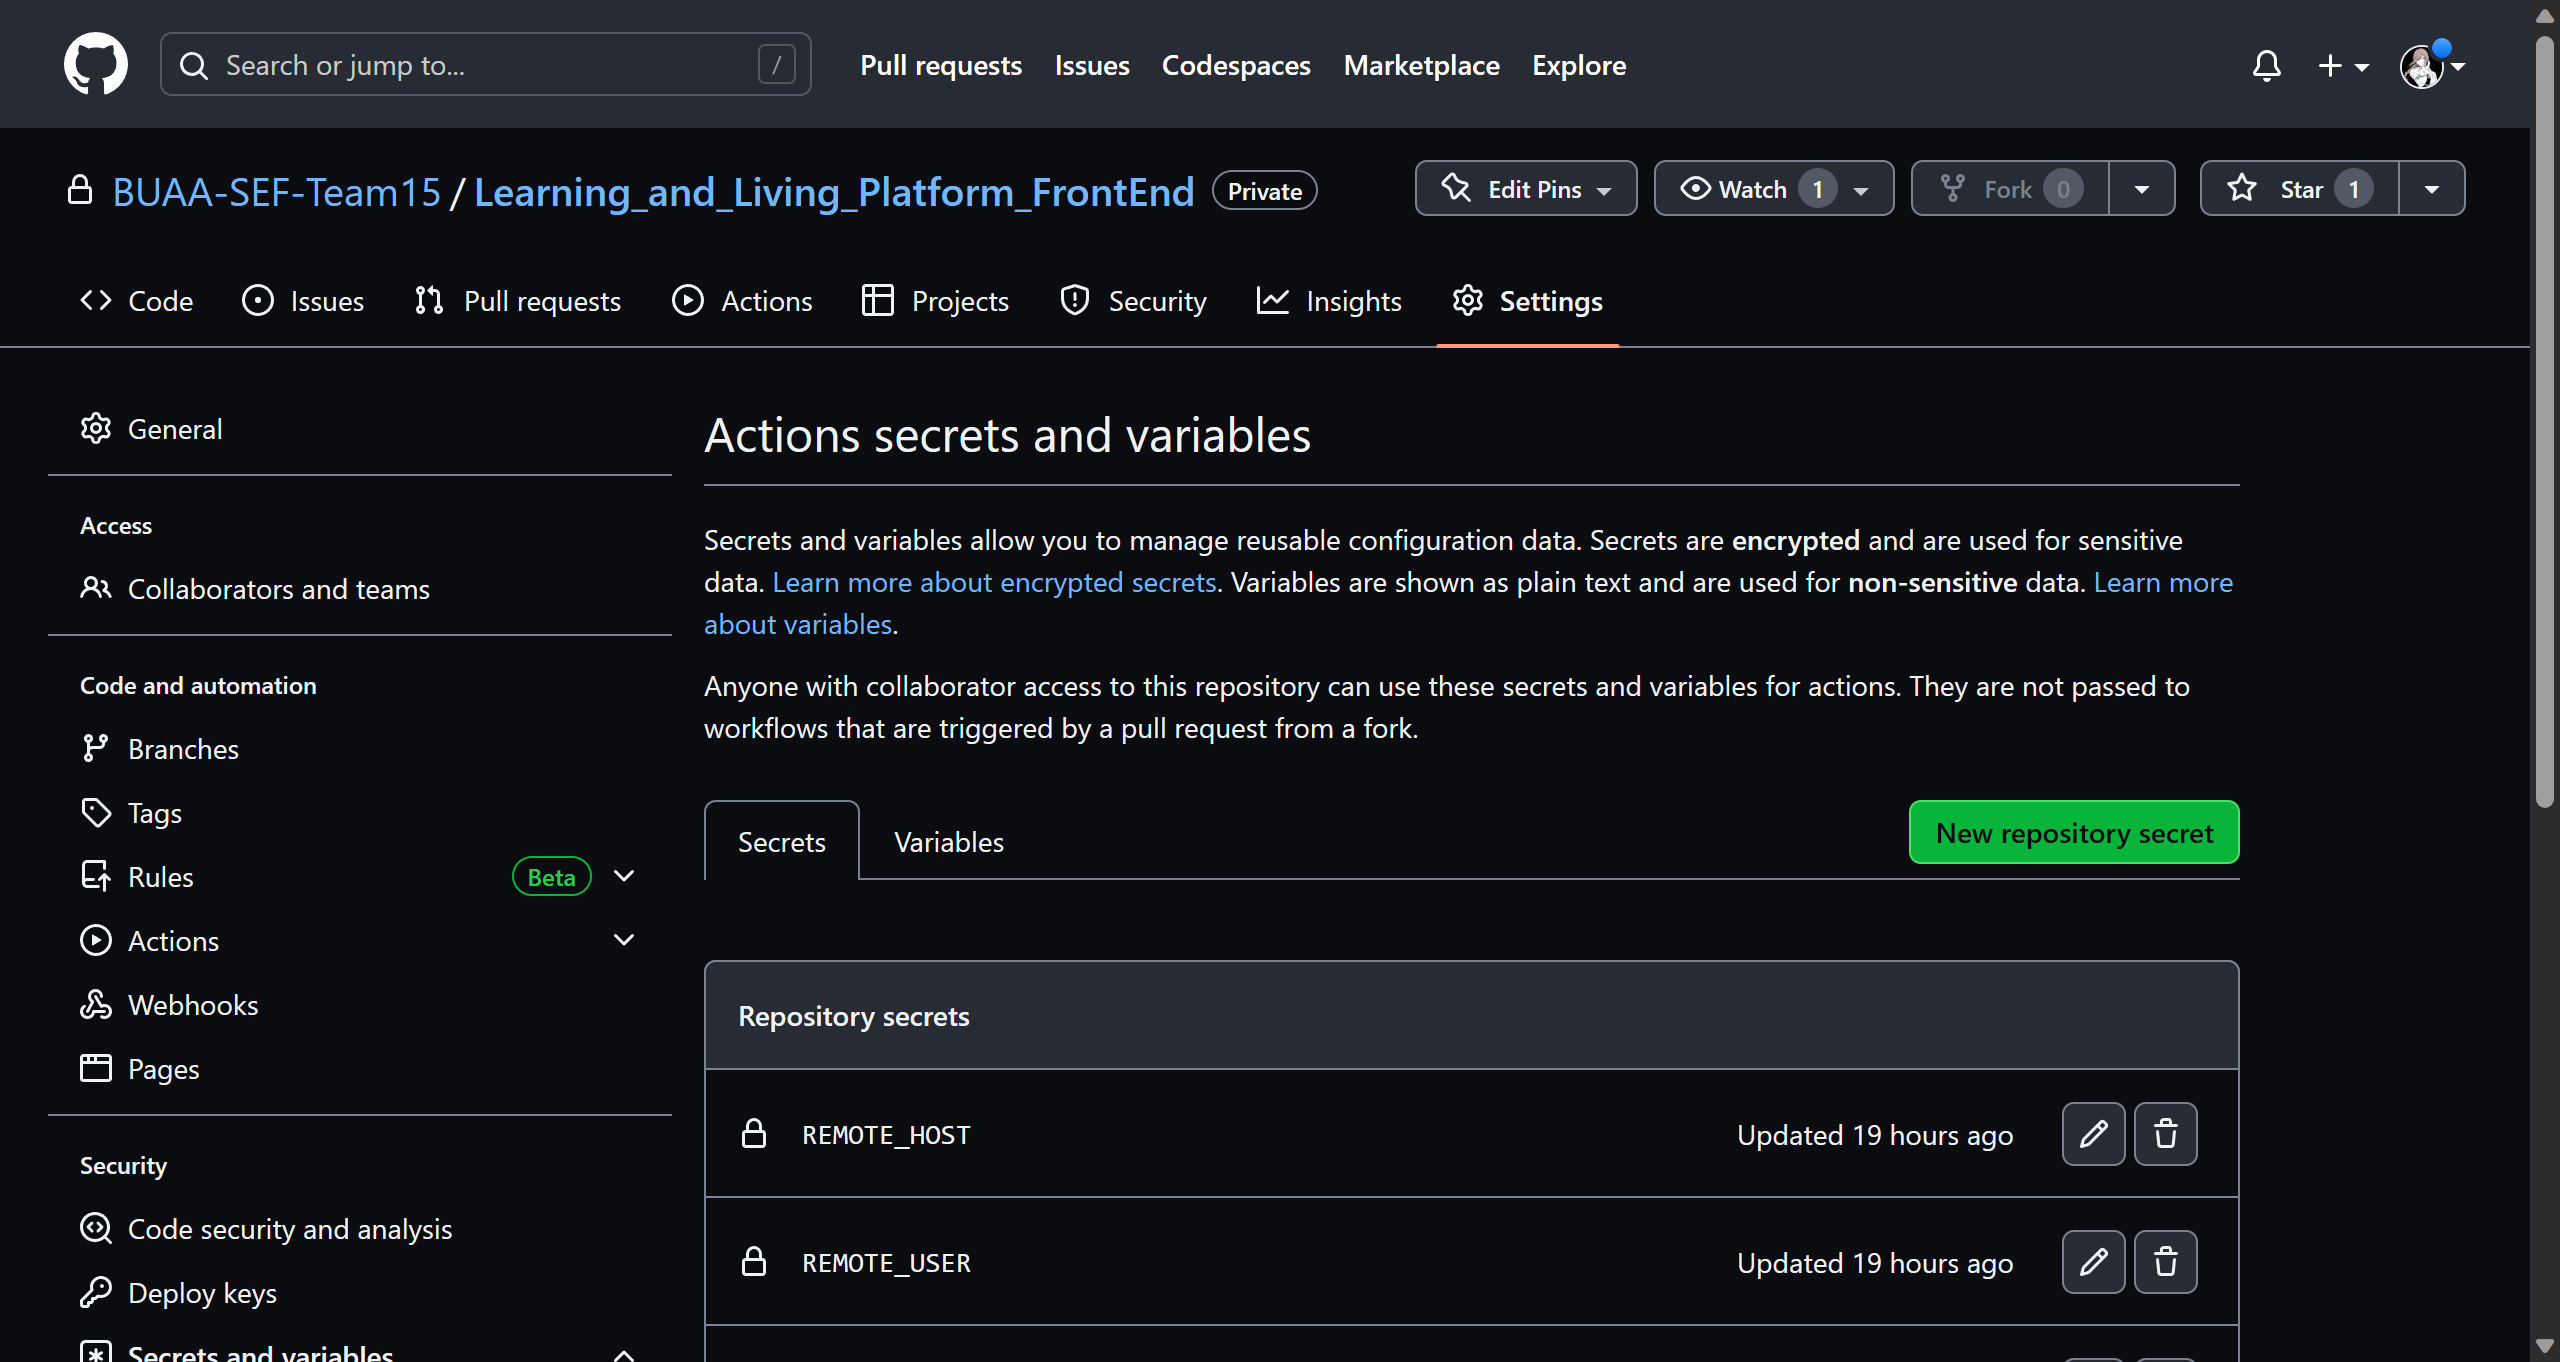 Search or jump to... /
Pull requests Issues Codespaces Marketplace Explore
BUAA-SEF-Team15 / Learning_and_Living_Platform_FrontEnd Private
Edit Pins Watch 1 Fork 0 Star 1
Code Issues Pull requests Actions Projects Security Insights Settings
General
Access
Collaborators and teams
Code and automation
Branches
Tags
Rules Beta
Actions
Webhooks
Pages
Security
Code security and analysis
Deploy keys
Secrets and variables
Actions secrets and variables
Secrets and variables allow you to manage reusable configuration data. Secrets are encrypted and are used for sensitive
data. Learn more about encrypted secrets. Variables are shown as plain text and are used for non-sensitive data. Learn more
about variables.
Anyone with collaborator access to this repository can use these secrets and variables for actions. They are not passed to
workflows that are triggered by a pull request from a fork.
Secrets Variables New repository secret
Repository secrets
REMOTE_HOST Updated 19 hours ago
REMOTE_USER Updated 19 hours ago